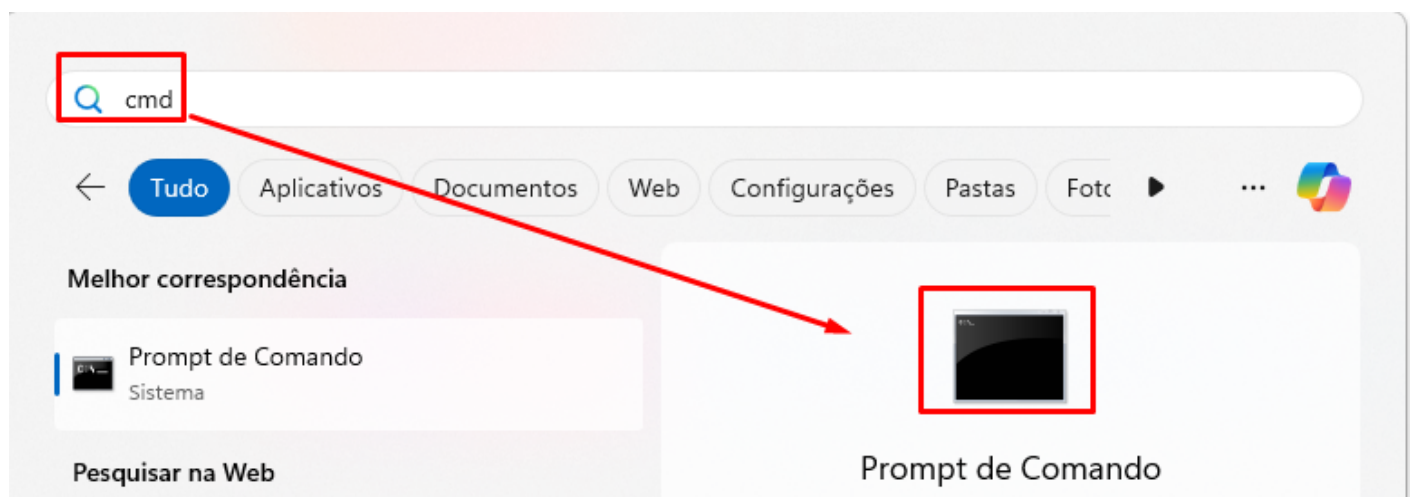 cmd
Tudo Aplicativos Documentos Web Configurações Pastas Foto
Melhor correspondência
Prompt de Comando
Sistema
Pesquisar na Web
Prompt de Comando